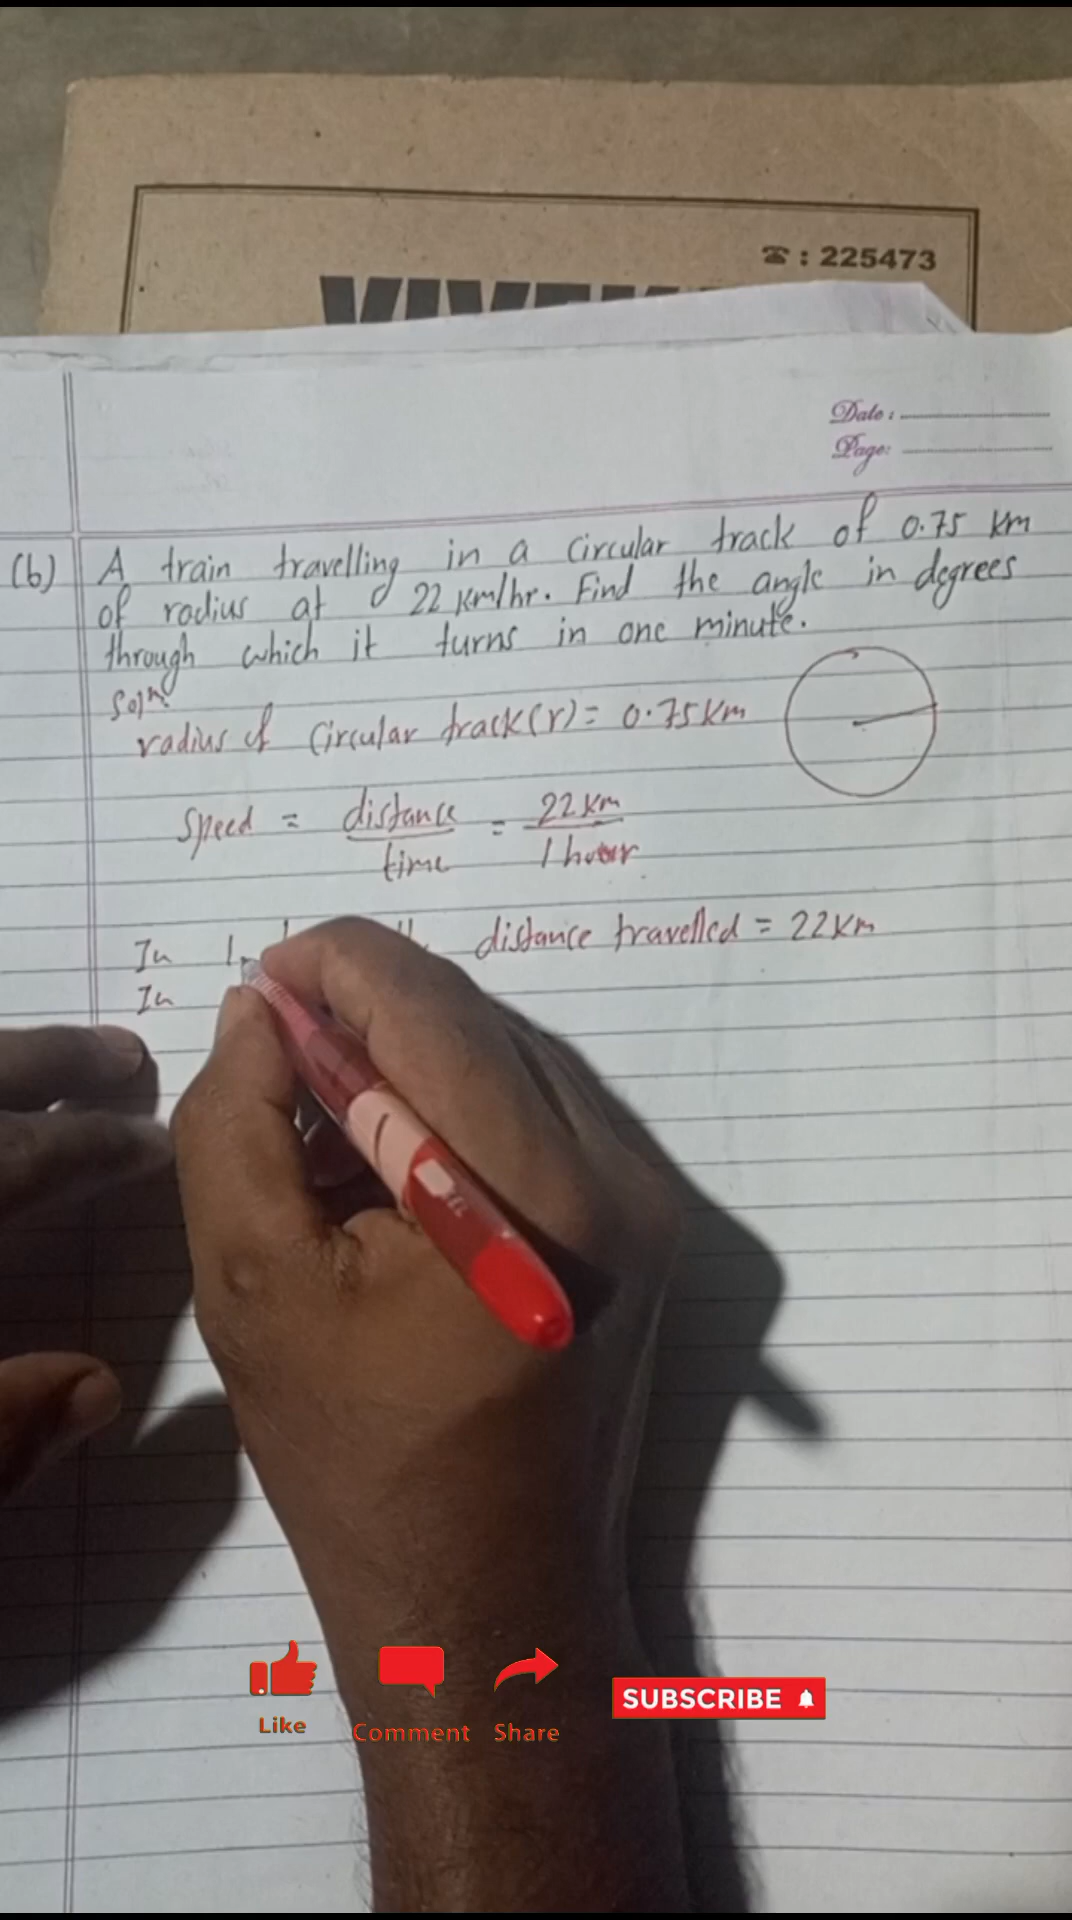 ☎ : 225473
Date :
Page:
(b) A train travelling in a circular track of 0.75 km
of radius at 22 km/hr. Find the angle in degrees
through which it turns in one minute.
Soln
radius of circular track(r) = 0.75 km
Speed = distance/time = 22 km/1 hour
In 1 distance travelled = 22 km
In
Like Comment Share SUBSCRIBE